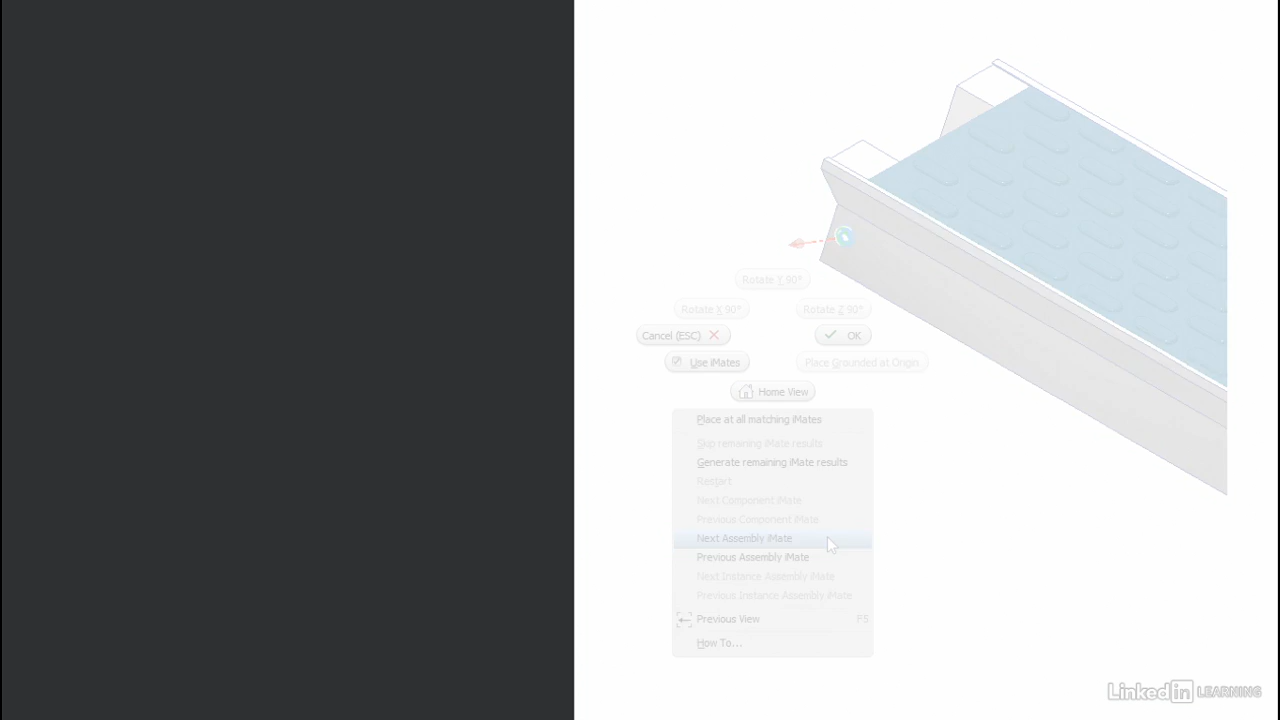 Rotate Y 90°
Rotate X 90°
Rotate Z 90°
Cancel (ESC)
OK
Use iMates
Place Grounded at Origin
Home View
Place at all matching iMates
Skip remaining iMate results
Generate remaining iMate results
Restart
Next Component iMate
Previous Component iMate
Next Assembly iMate
Previous Assembly iMate
Next Instance Assembly iMate
Previous Instance Assembly iMate
Previous View F5
How To...
Linked in LEARNING